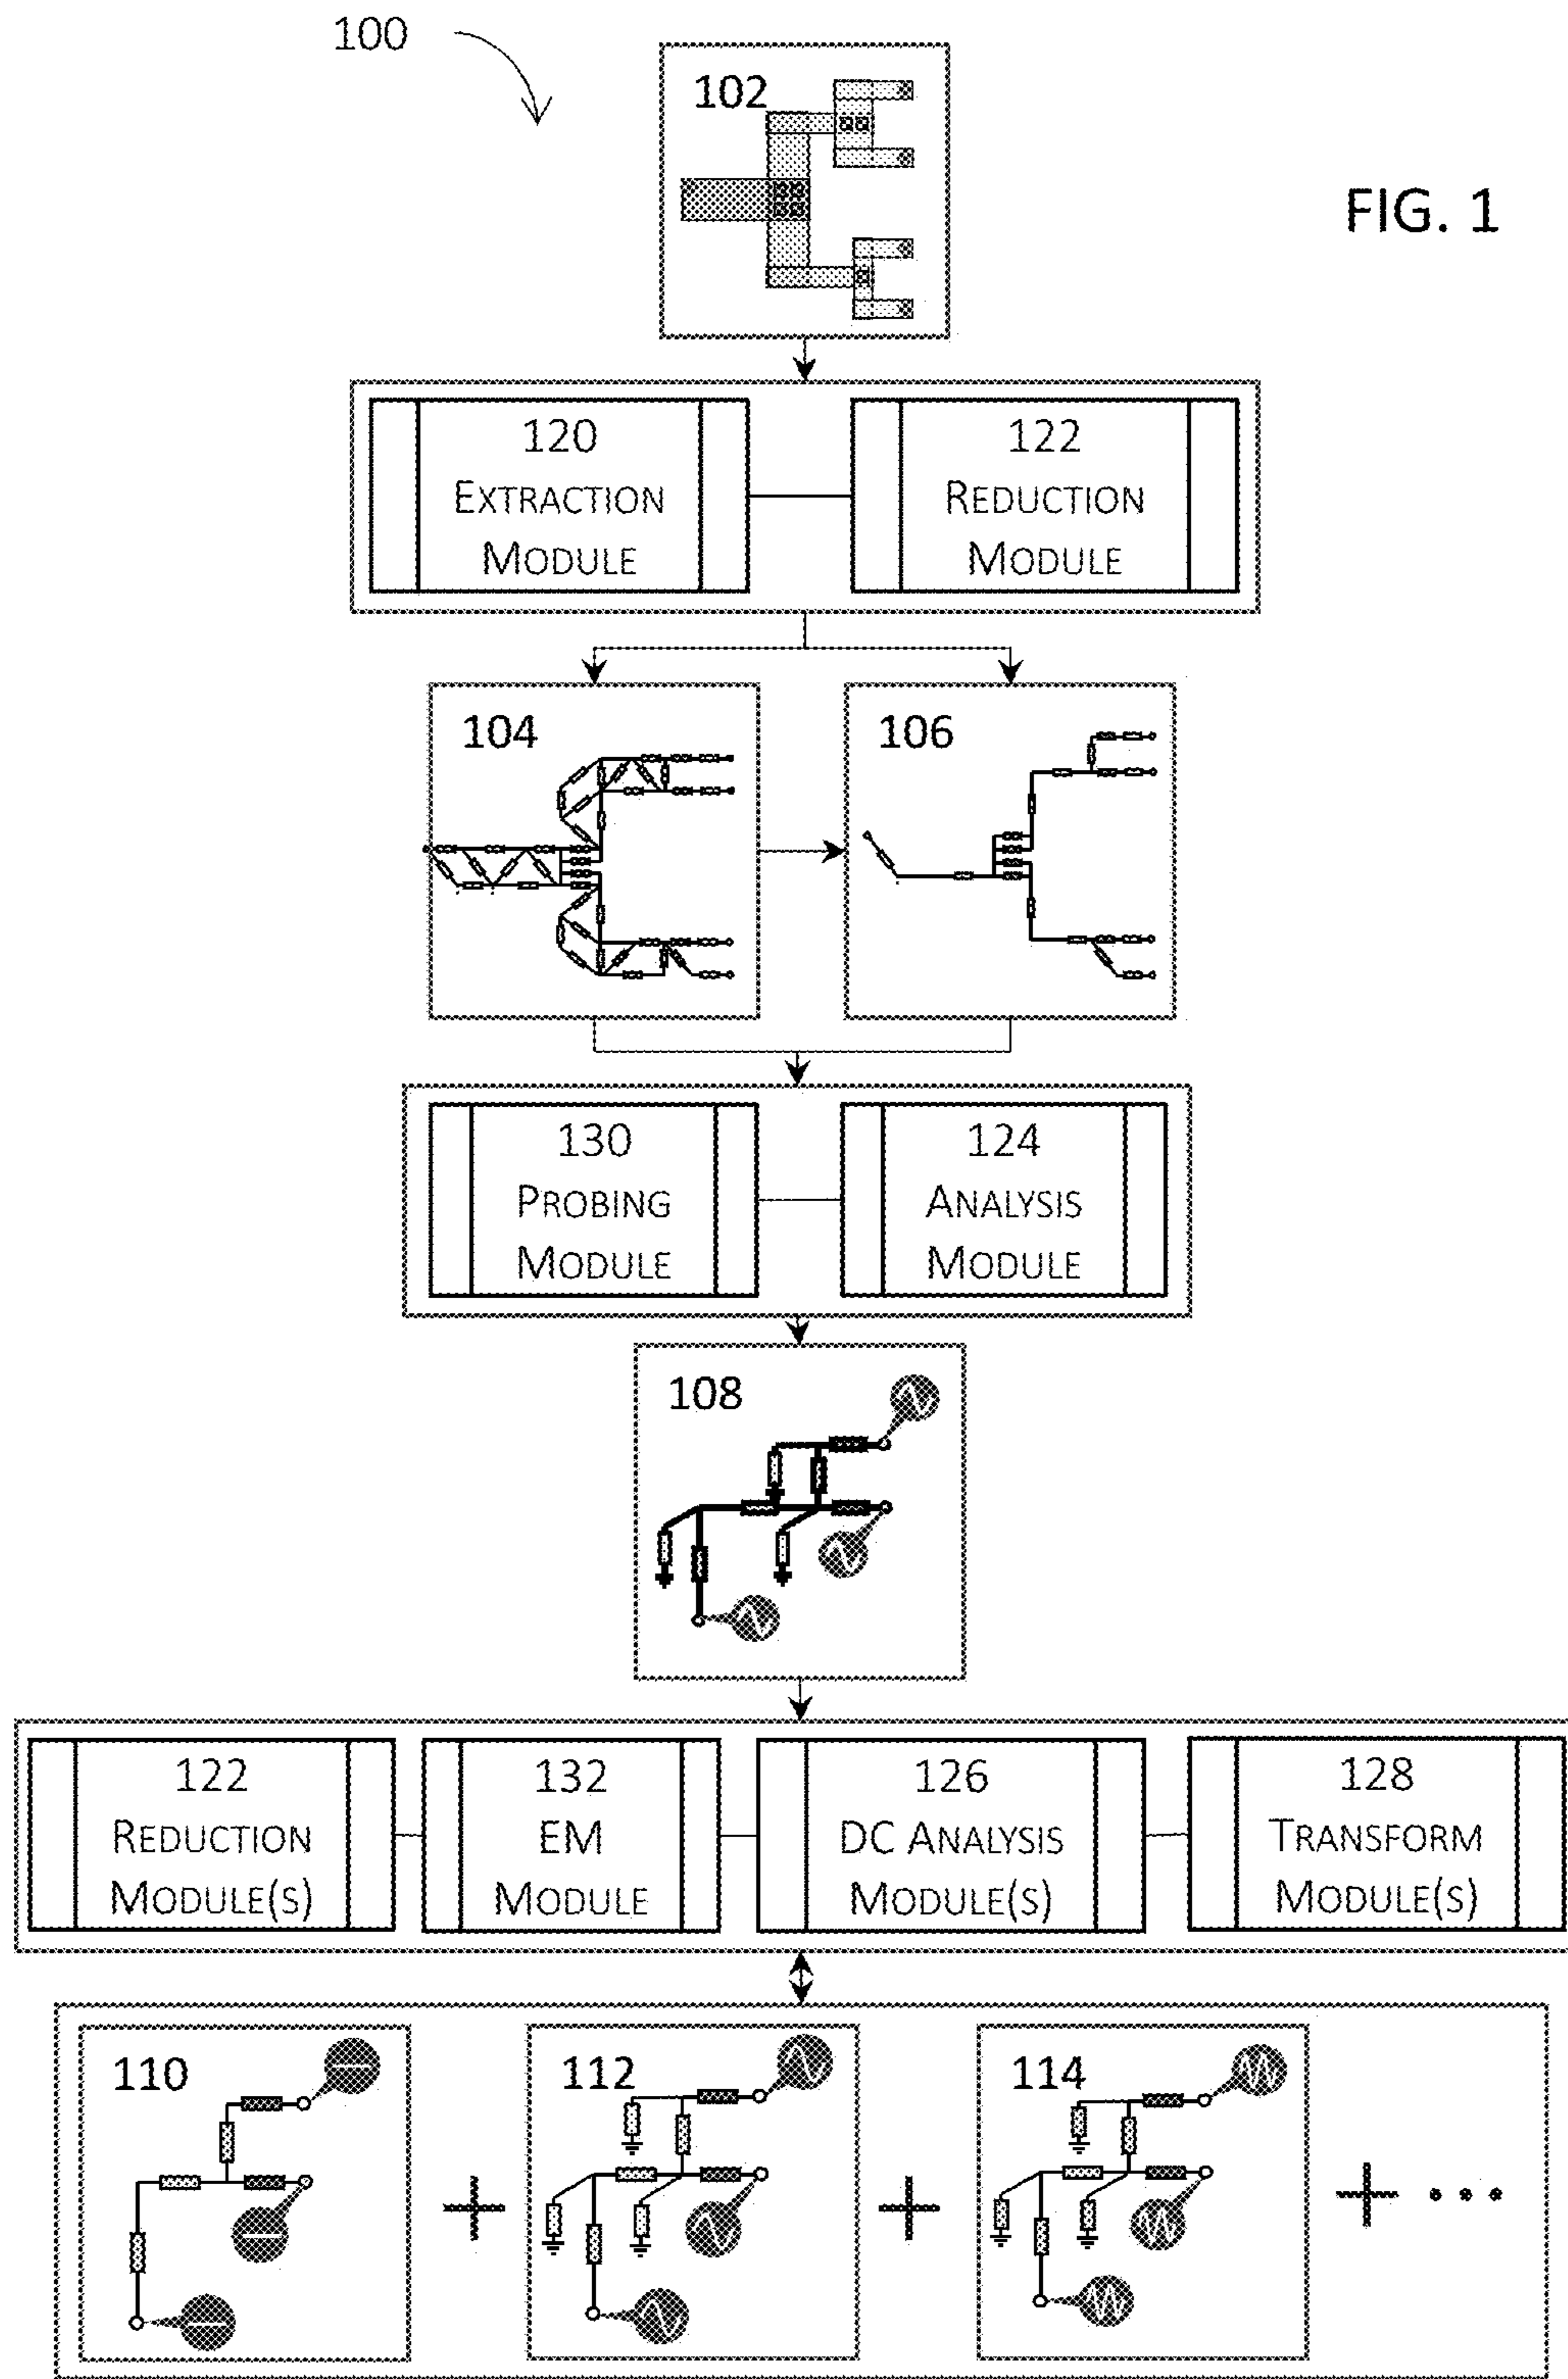 100
102
FIG. 1
120
EXTRACTION
MODULE
122
REDUCTION
MODULE
104
106
130
PROBING
MODULE
124
ANALYSIS
MODULE
108
122
REDUCTION
MODULE(S)
132
EM
MODULE
126
DC ANALYSIS
MODULE(S)
128
TRANSFORM
MODULE(S)
110
112
114
+
+
+ • • •